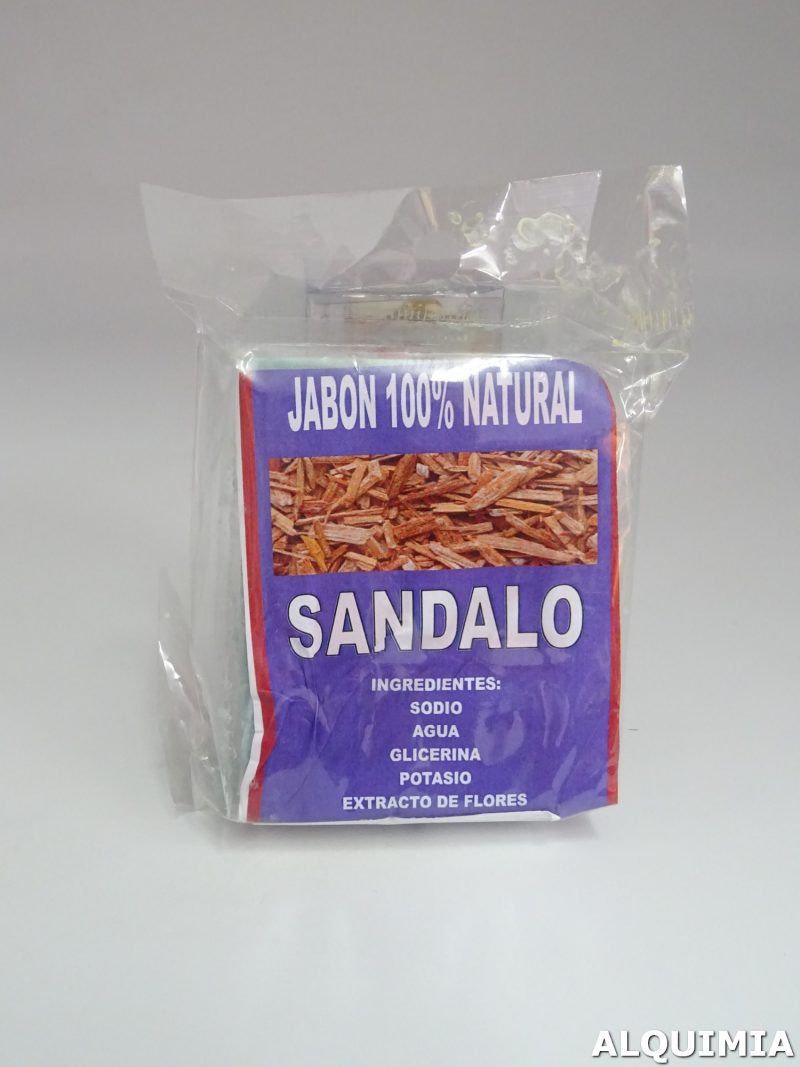 JABON 100% NATURAL
SANDALO
INGREDIENTES:
SODIO
AGUA
GLICERINA
POTASIO
EXTRACTO DE FLORES
ALQUIMIA